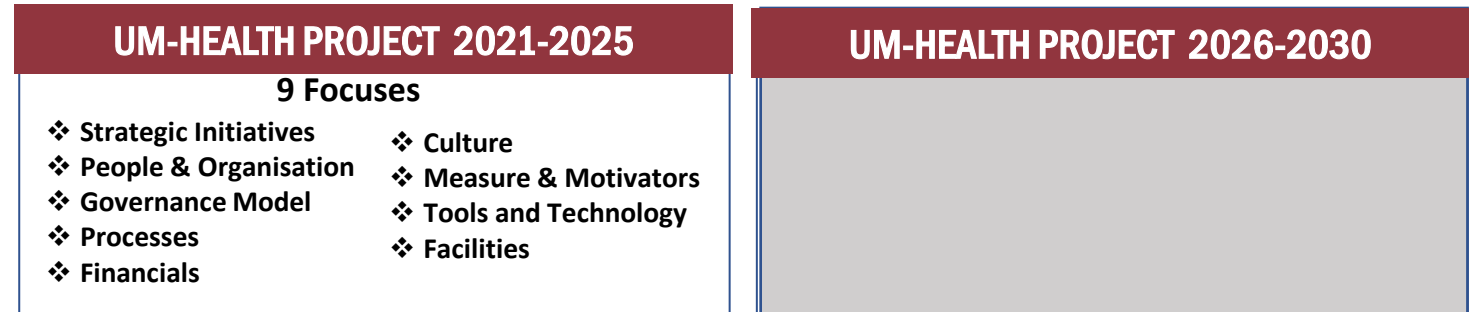 UM-HEALTH PROJECT 2021-2025
9 Focuses
❖ Strategic Initiatives
❖ People & Organisation
❖ Governance Model
❖ Processes
❖ Financials
❖ Culture
❖ Measure & Motivators
❖ Tools and Technology
❖ Facilities
UM-HEALTH PROJECT 2026-2030